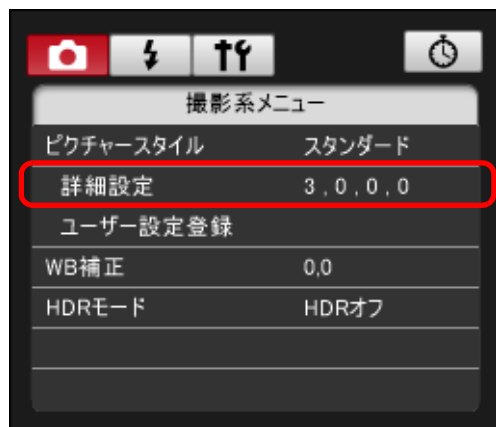 撮影系メニュー
ピクチャースタイル スタンダード
詳細設定 3 , 0 , 0 , 0
ユーザー設定登録
WB補正 0,0
HDRモード HDRオフ